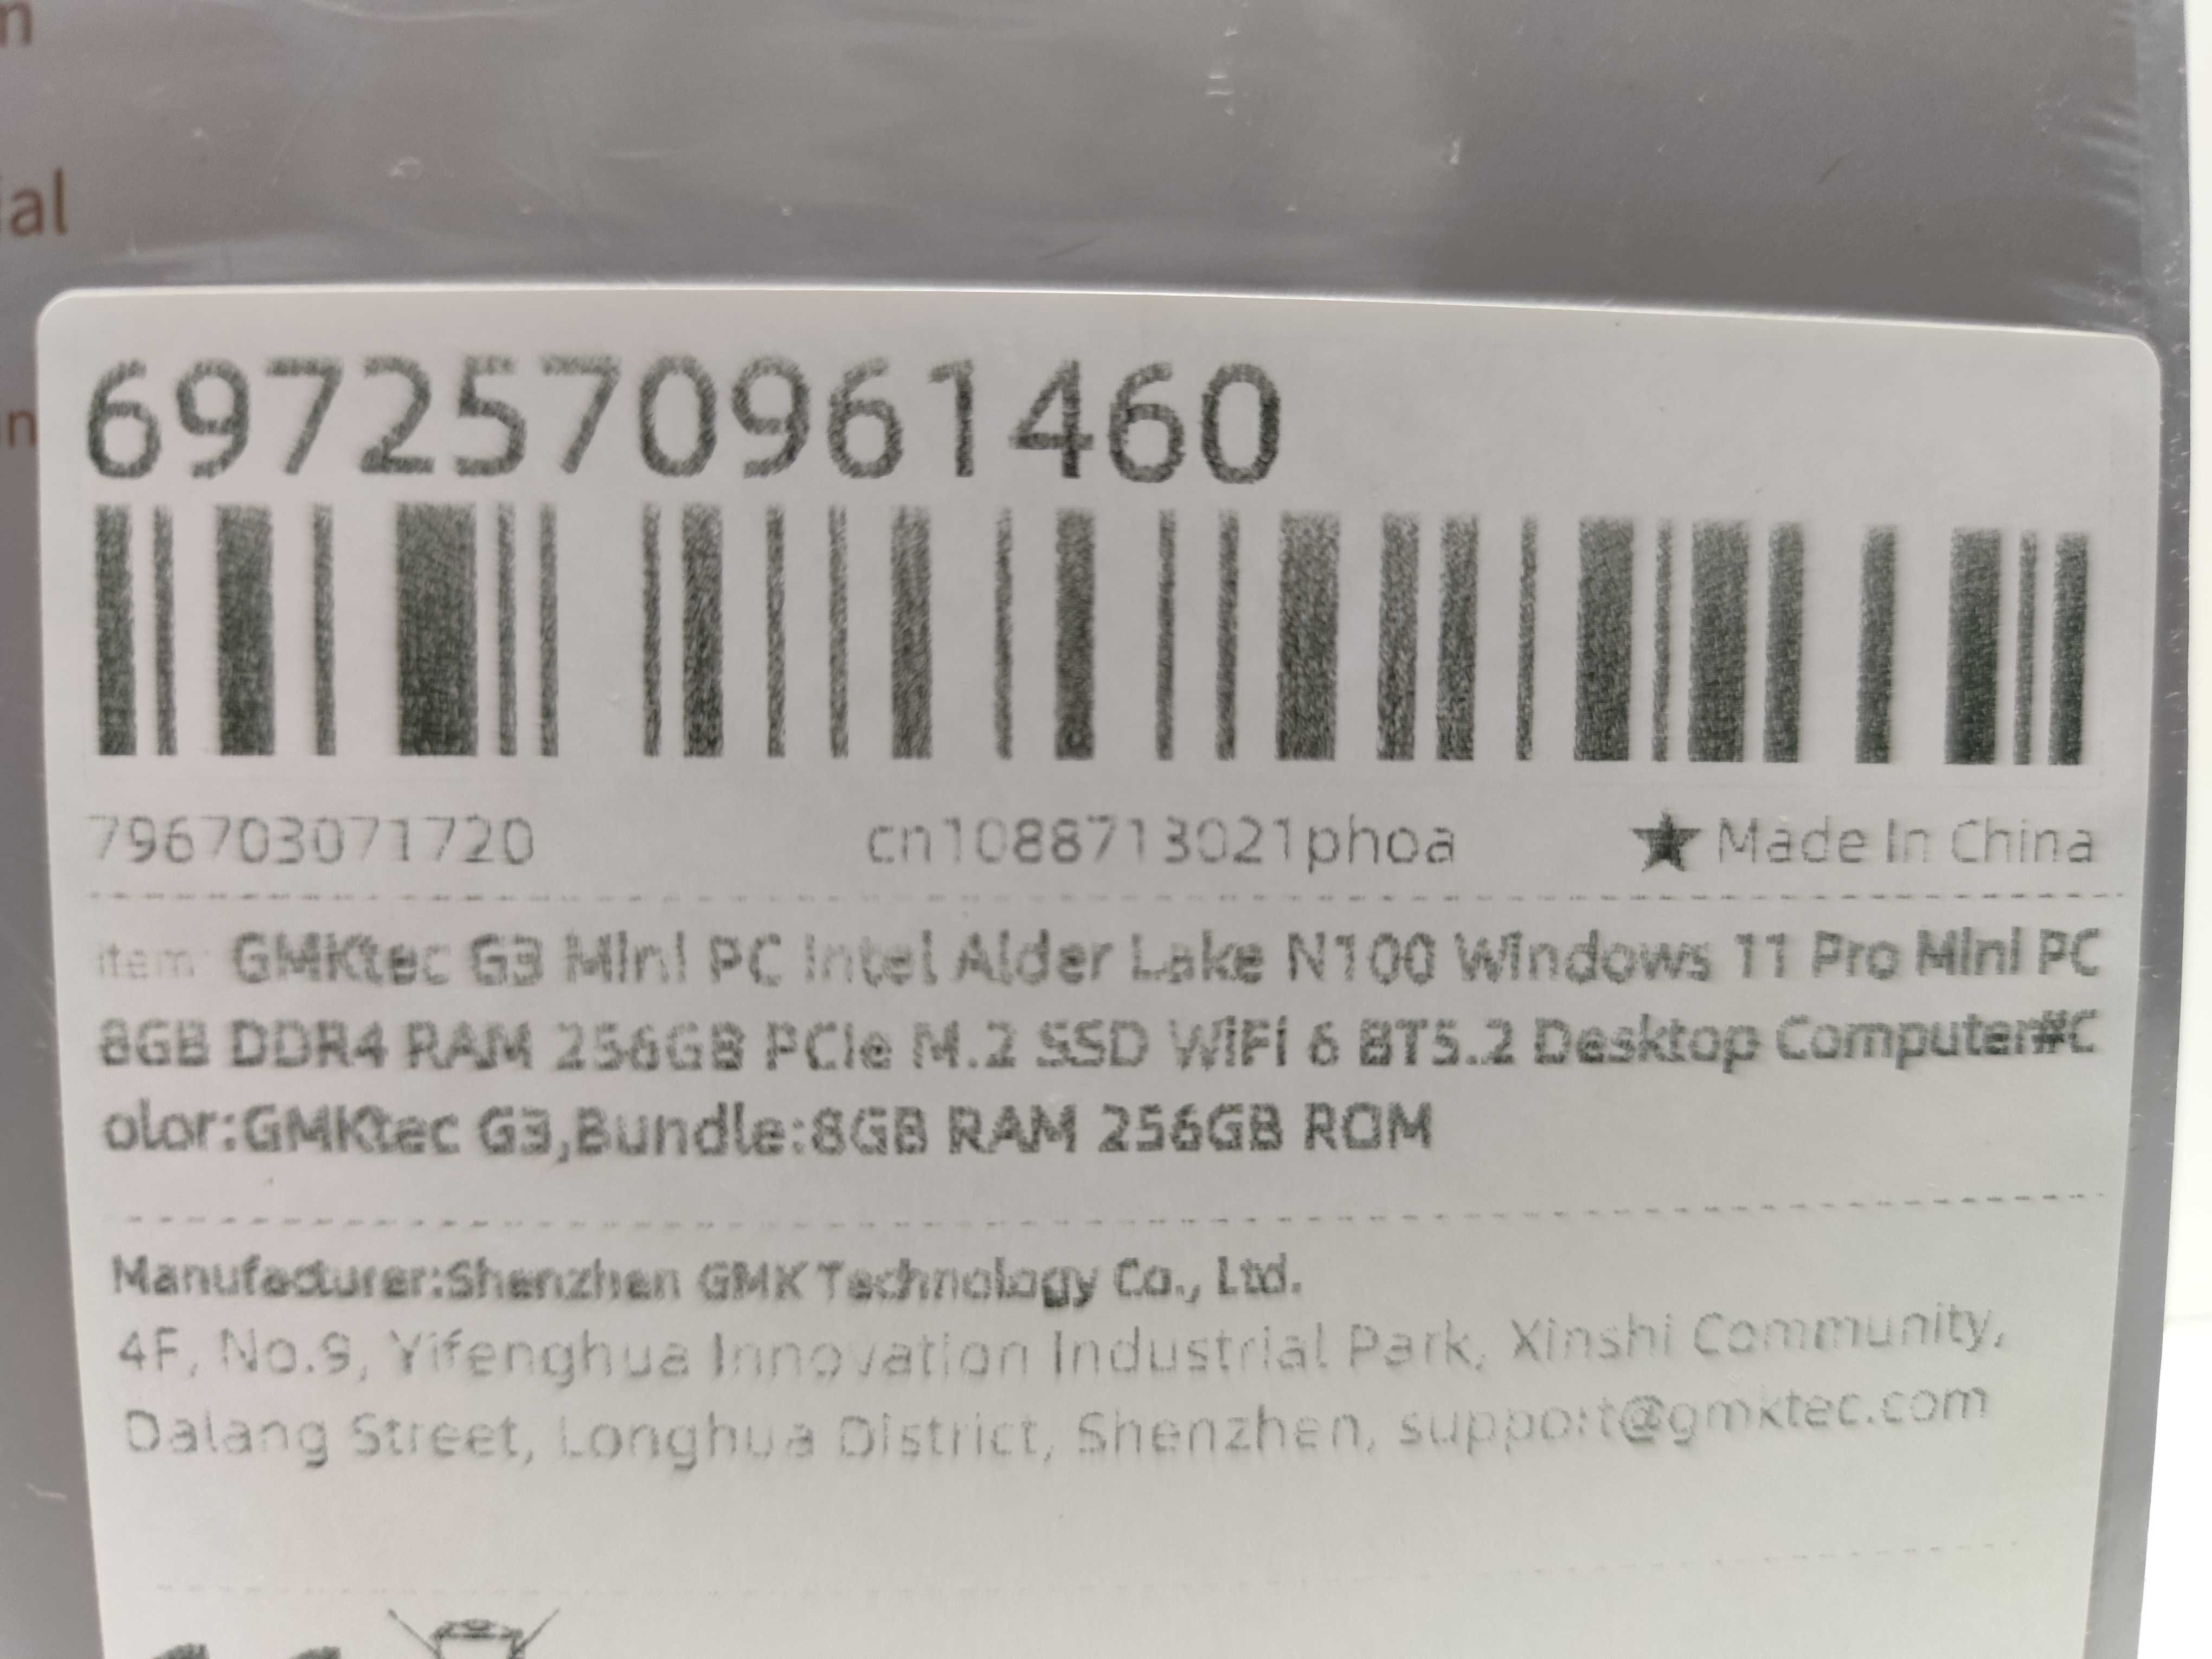 6972570961460
796703071720 cn1088713021phoa ★Made In China
item: GMKtec G3 Mini PC Intel Alder Lake N100 Windows 11 Pro Mini PC
8GB DDR4 RAM 256GB PCIe M.2 SSD WiFi 6 BT5.2 Desktop Computer#C
olor:GMKtec G3,Bundle:8GB RAM 256GB ROM
Manufacturer:Shenzhen GMK Technology Co., Ltd.
4F, No.9, Yifenghua Innovation Industrial Park, Xinshi Community,
Dalang Street, Longhua District, Shenzhen, support@gmktec.com